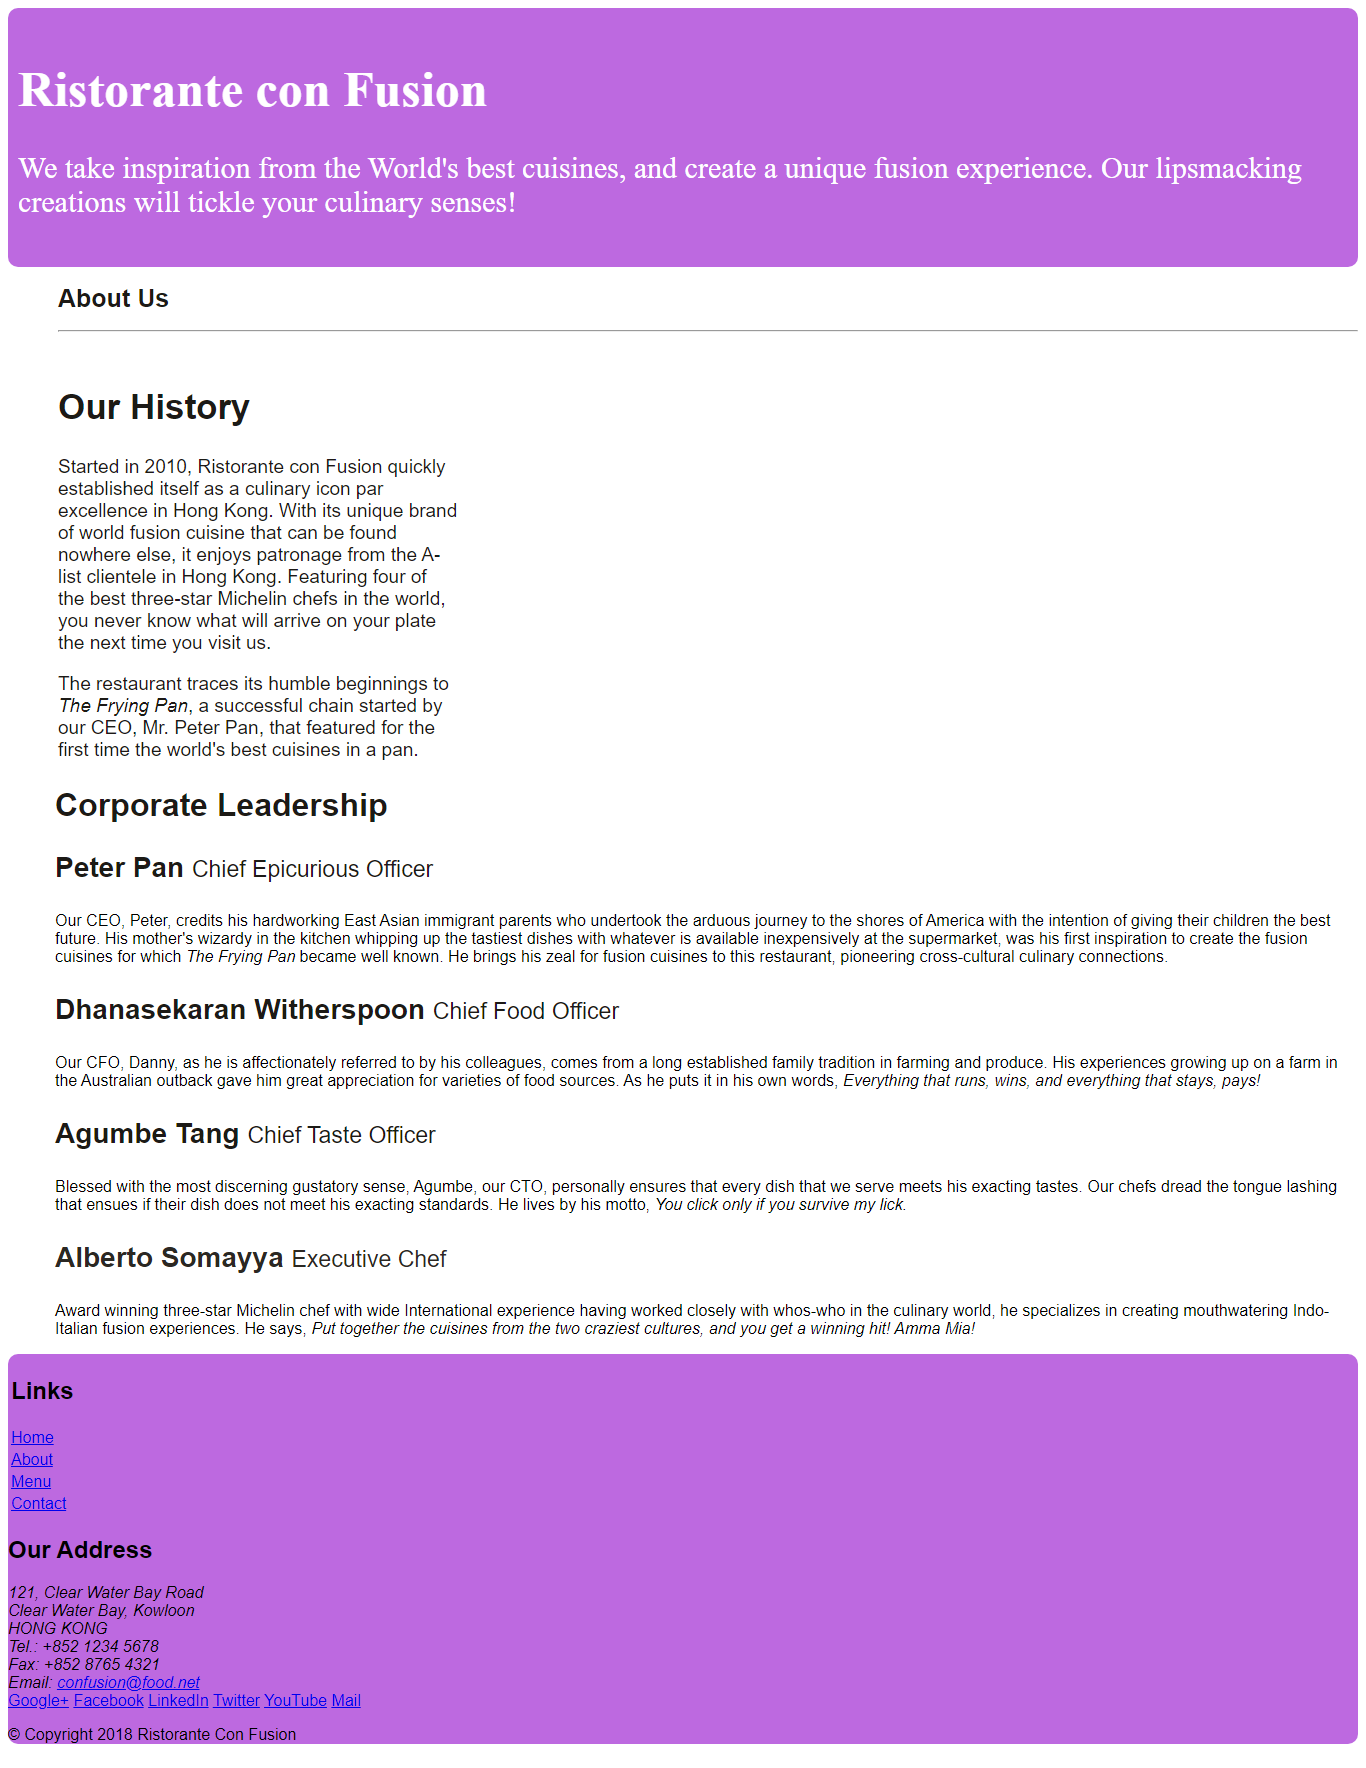 Ristorante con Fusion
We take inspiration from the World's best cuisines, and create a unique fusion experience. Our lipsmacking
creations will tickle your culinary senses!
About Us
Our History
Started in 2010, Ristorante con Fusion quickly
established itself as a culinary icon par
excellence in Hong Kong. With its unique brand
of world fusion cuisine that can be found
nowhere else, it enjoys patronage from the A-
list clientele in Hong Kong. Featuring four of
the best three-star Michelin chefs in the world,
you never know what will arrive on your plate
the next time you visit us.
The restaurant traces its humble beginnings to
The Frying Pan, a successful chain started by
our CEO, Mr. Peter Pan, that featured for the
first time the world's best cuisines in a pan.
Corporate Leadership
Peter Pan Chief Epicurious Officer
Our CEO, Peter, credits his hardworking East Asian immigrant parents who undertook the arduous journey to the shores of America with the intention of giving their children the best
future. His mother's wizardy in the kitchen whipping up the tastiest dishes with whatever is available inexpensively at the supermarket, was his first inspiration to create the fusion
cuisines for which The Frying Pan became well known. He brings his zeal for fusion cuisines to this restaurant, pioneering cross-cultural culinary connections.
Dhanasekaran Witherspoon Chief Food Officer
Our CFO, Danny, as he is affectionately referred to by his colleagues, comes from a long established family tradition in farming and produce. His experiences growing up on a farm in
the Australian outback gave him great appreciation for varieties of food sources. As he puts it in his own words, Everything that runs, wins, and everything that stays, pays!
Agumbe Tang Chief Taste Officer
Blessed with the most discerning gustatory sense, Agumbe, our CTO, personally ensures that every dish that we serve meets his exacting tastes. Our chefs dread the tongue lashing
that ensues if their dish does not meet his exacting standards. He lives by his motto, You click only if you survive my lick.
Alberto Somayya Executive Chef
Award winning three-star Michelin chef with wide International experience having worked closely with whos-who in the culinary world, he specializes in creating mouthwatering Indo-
Italian fusion experiences. He says, Put together the cuisines from the two craziest cultures, and you get a winning hit! Amma Mia!
Links
Home
About
Menu
Contact
Our Address
121, Clear Water Bay Road
Clear Water Bay, Kowloon
HONG KONG
Tel.: +852 1234 5678
Fax: +852 8765 4321
Email: confusion@food.net
Google+ Facebook LinkedIn Twitter YouTube Mail
© Copyright 2018 Ristorante Con Fusion